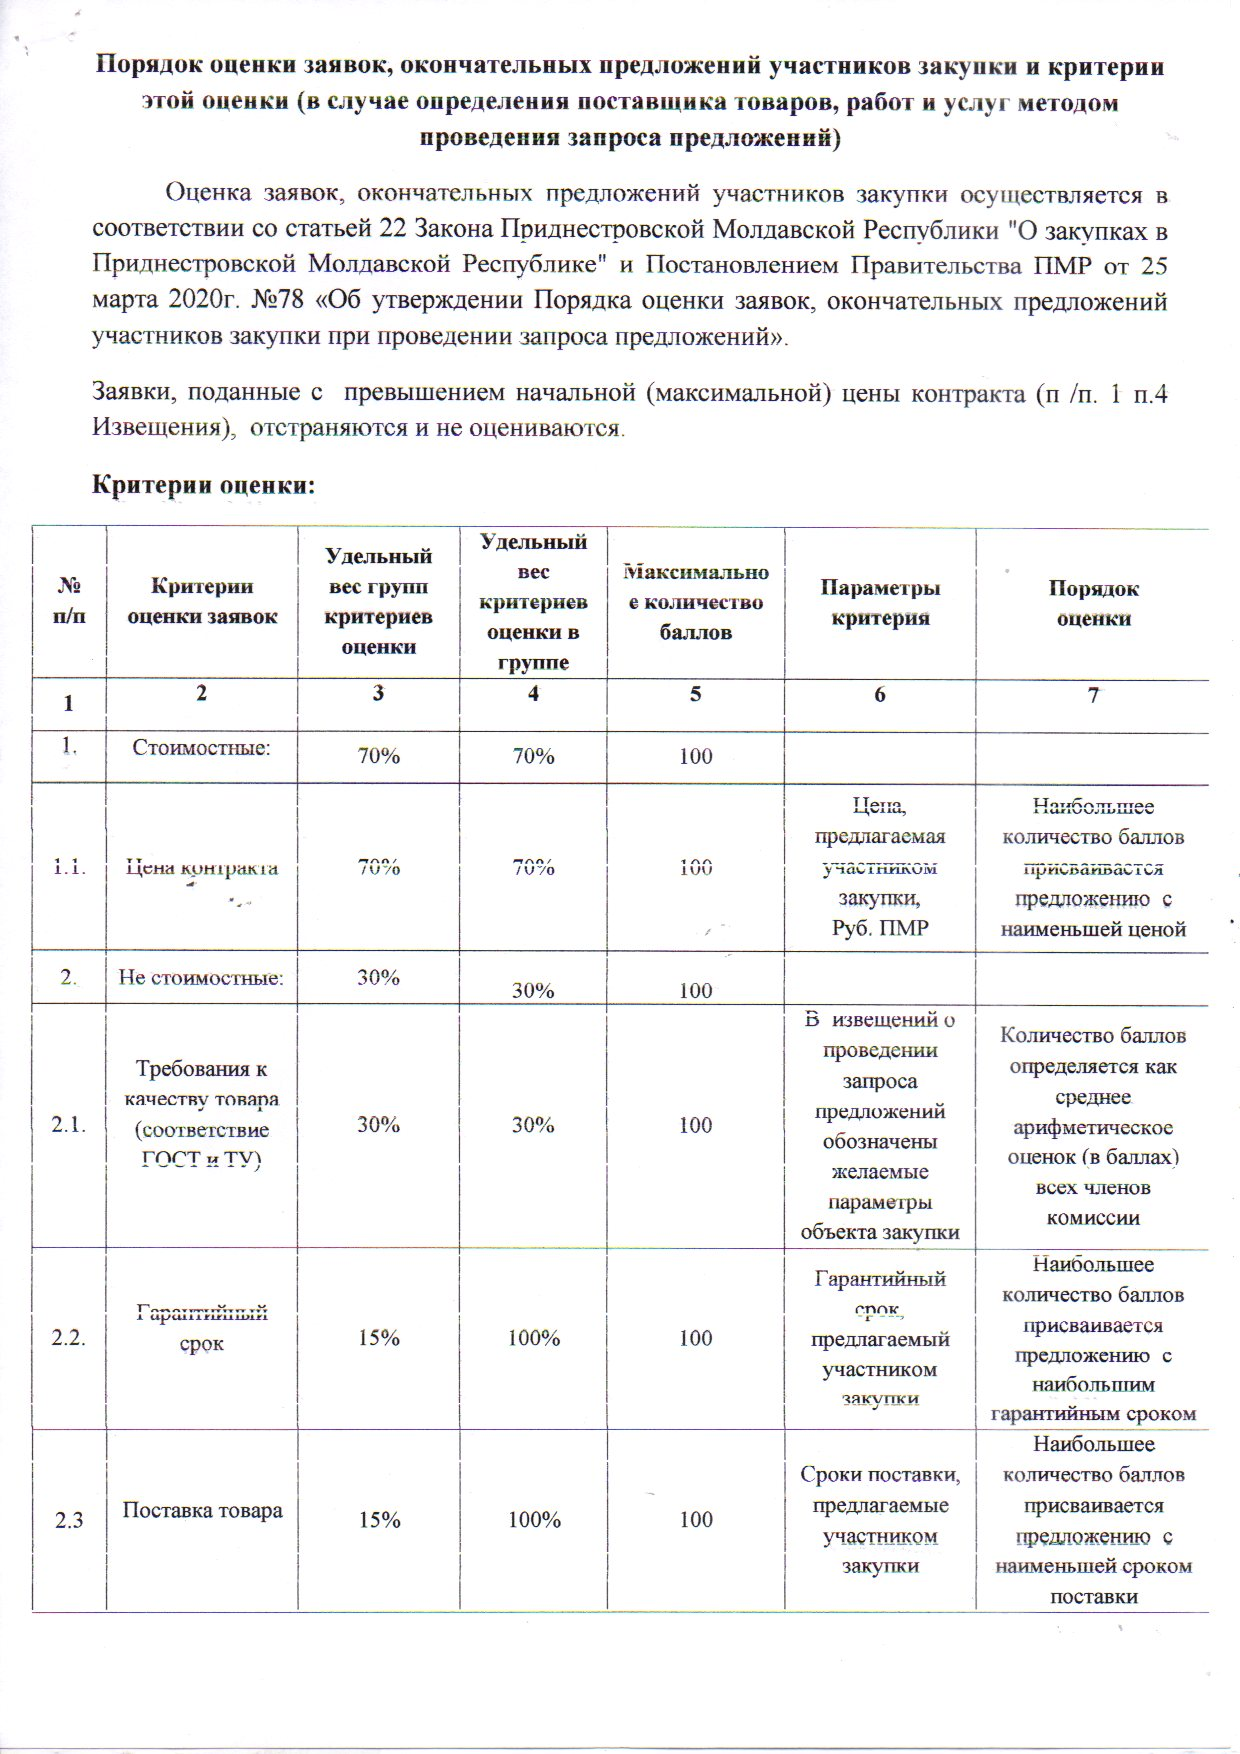 Порядок оценки заявок, окончательных предложений участников закупки и критерии
этой оценки (в случае определения поставщика товаров, работ и услуг методом
проведения запроса предложений)
Оценка заявок, окончательных предложений участников закупки осуществляется в
соответствии со статьей 22 Закона Приднестровской Молдавской Республики "О закупках в
Приднестровской Молдавской Республике" и Постановлением Правительства ПМР от 25
марта 2020г. №78 «Об утверждении Порядка оценки заявок, окончательных предложений
участников закупки при проведении запроса предложений».
Заявки, поданные с превышением начальной (максимальной) цены контракта (п /п. 1 п.4
Извещения), отстраняются и не оцениваются.
Критерии оценки:
№
п/п
Критерии
оценки заявок
Удельный
вес групп
критериев
оценки
Удельный
вес
критериев
оценки в
группе
Максимально
е количество
баллов
Параметры
критерия
Порядок
оценки
1
2
3
4
5
6
7
1.
Стоимостные:
70%
70%
100
1.1.
Цена контракта
70%
70%
100
Цена,
предлагаемая
участником
закупки,
Руб. ПМР
Наибольшее
количество баллов
присваивается
предложению с
наименьшей ценой
2.
Не стоимостные:
30%
30%
100
2.1.
Требования к
качеству товара
(соответствие
ГОСТ и ТУ)
30%
30%
100
В извещений о
проведении
запроса
предложений
обозначены
желаемые
параметры
объекта закупки
Количество баллов
определяется как
среднее
арифметическое
оценок (в баллах)
всех членов
комиссии
2.2.
Гарантийный
срок
15%
100%
100
Гарантийный
срок,
предлагаемый
участником
закупки
Наибольшее
количество баллов
присваивается
предложению с
наибольшим
гарантийным сроком
2.3
Поставка товара
15%
100%
100
Сроки поставки,
предлагаемые
участником
закупки
Наибольшее
количество баллов
присваивается
предложению с
наименьшей сроком
поставки